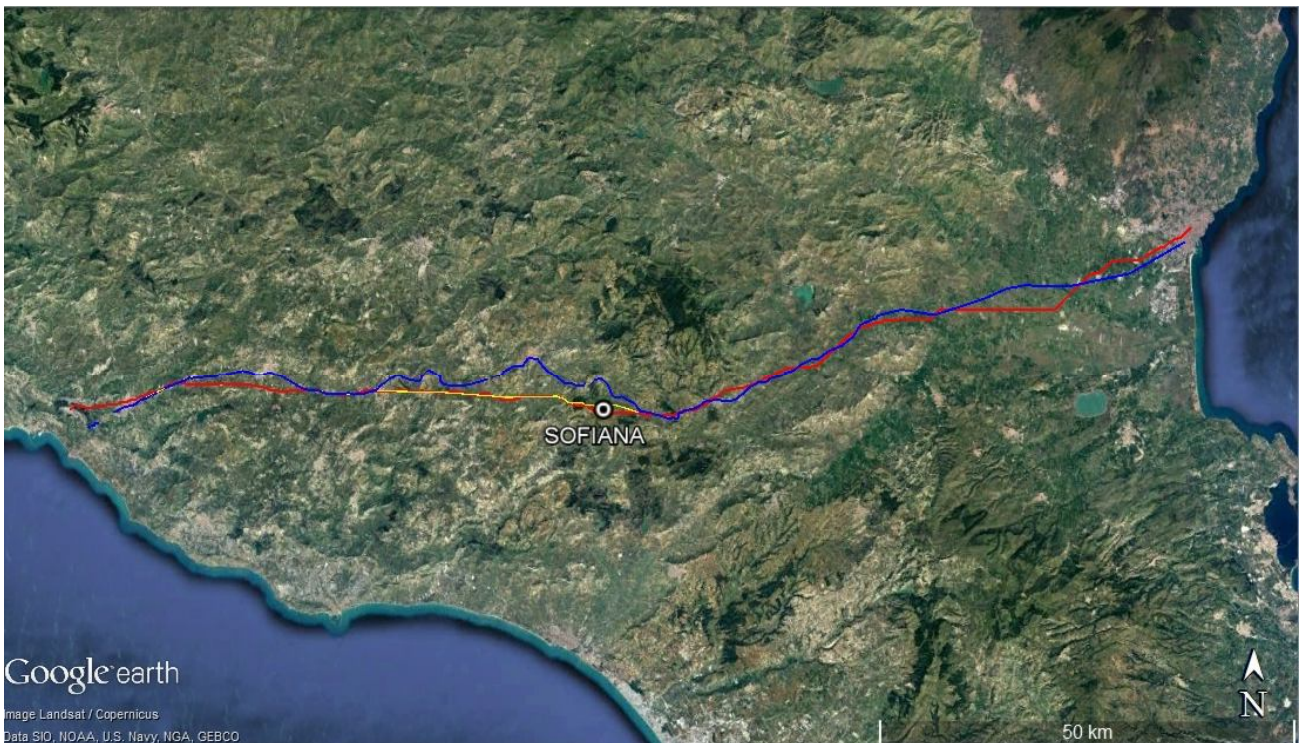 SOFIANA
Google earth
Image Landsat / Copernicus
Data SIO, NOAA, U.S. Navy, NGA, GEBCO
N
50 km